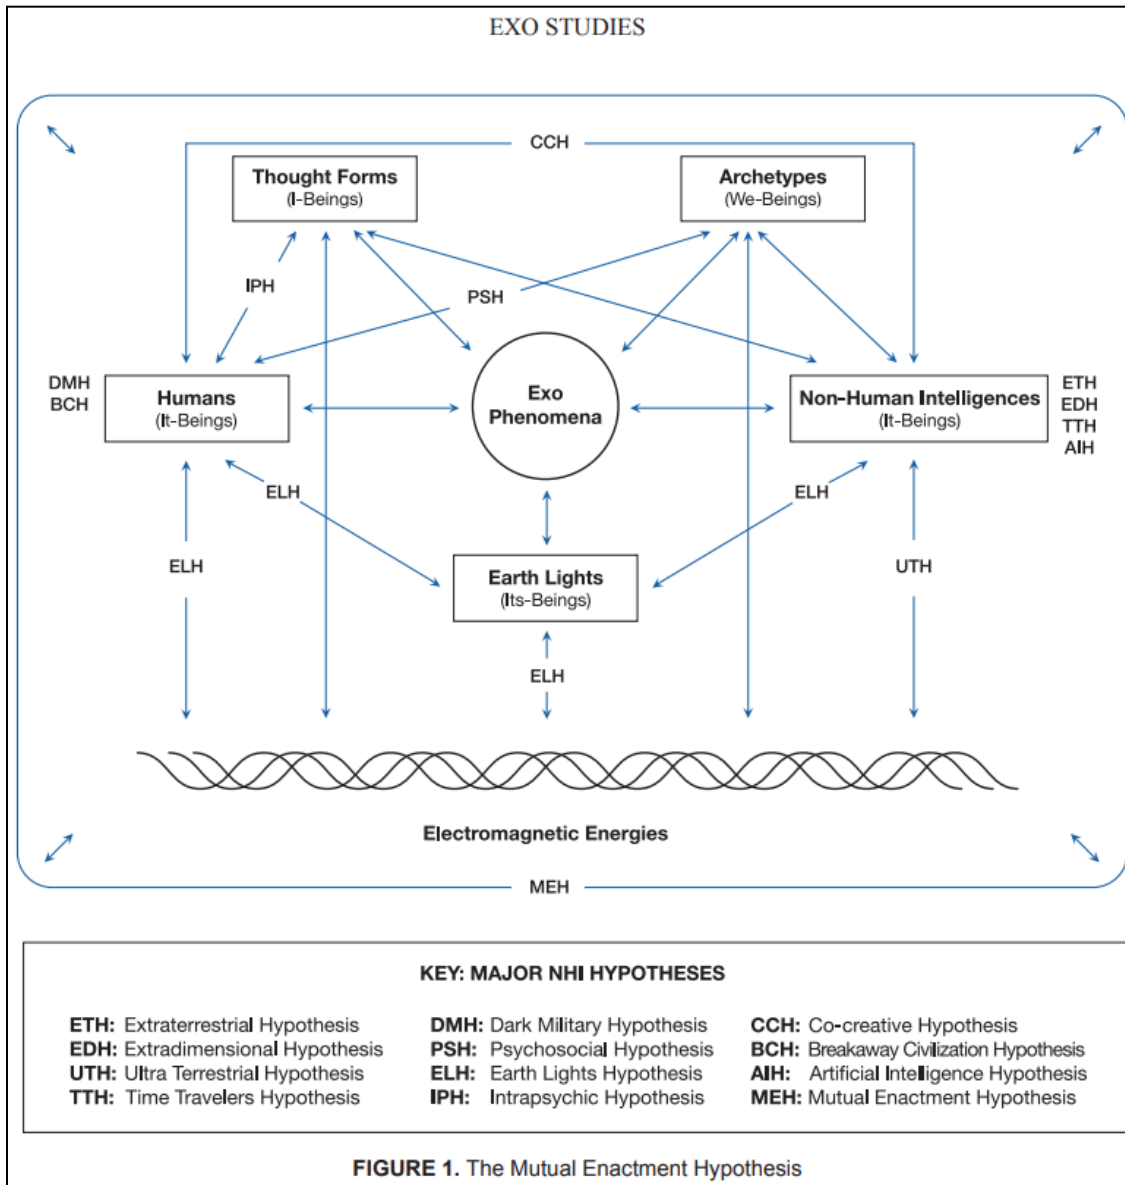 EXO STUDIES
CCH
Thought Forms
(I-Beings)
Archetypes
(We-Beings)
IPH
PSH
DMH
BCH
Humans
(It-Beings)
Exo
Phenomena
Non-Human Intelligences
(It-Beings)
ETH
EDH
TTH
AIH
ELH
ELH
ELH
UTH
Earth Lights
(Its-Beings)
ELH
Electromagnetic Energies
MEH
KEY: MAJOR NHI HYPOTHESES
ETH: Extraterrestrial Hypothesis
EDH: Extradimensional Hypothesis
UTH: Ultra Terrestrial Hypothesis
TTH: Time Travelers Hypothesis
DMH: Dark Military Hypothesis
PSH: Psychosocial Hypothesis
ELH: Earth Lights Hypothesis
IPH: Intrapsychic Hypothesis
CCH: Co-creative Hypothesis
BCH: Breakaway Civilization Hypothesis
AIH: Artificial Intelligence Hypothesis
MEH: Mutual Enactment Hypothesis
FIGURE 1. The Mutual Enactment Hypothesis